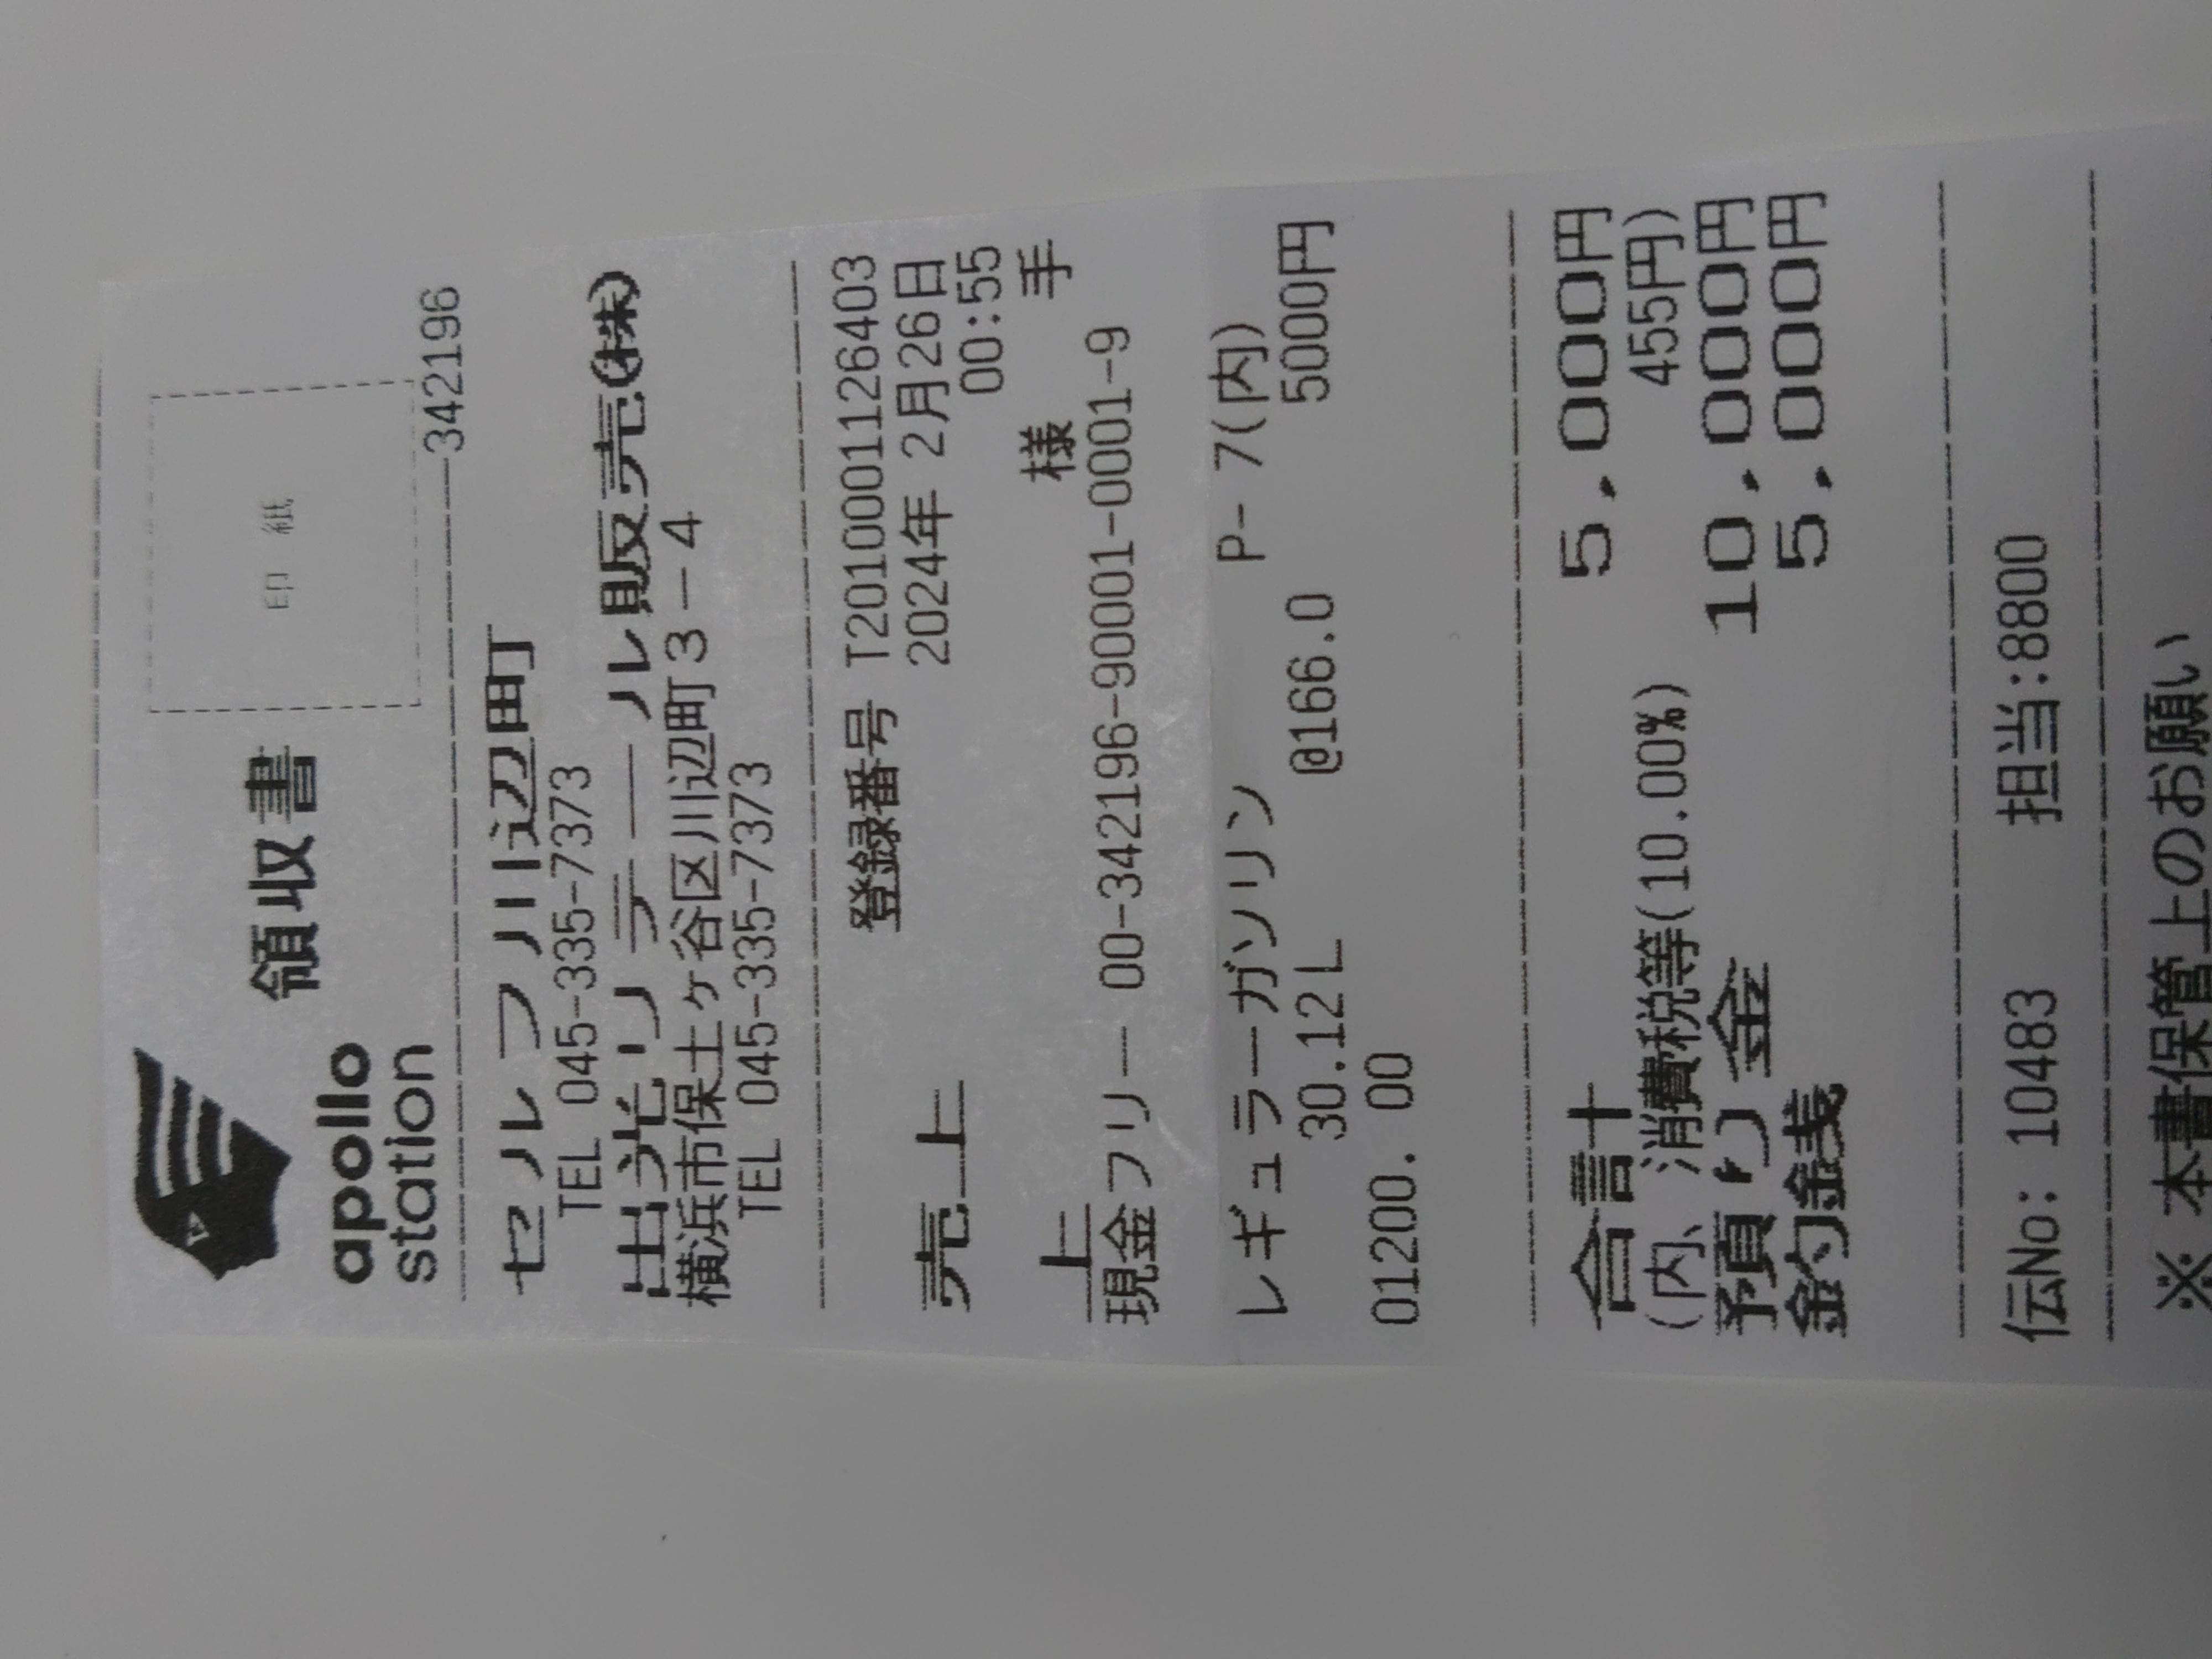 領収書
印 紙
apollo
station
342196
セルフ川辺町
TEL 045-335-7373
出光リテール販売(株)
横浜市保土ヶ谷区川辺町3-4
TEL 045-335-7373
登録番号 T2010001126403
売上 2024年 2月26日
00:55
上 様 手
現金フリー 00-342196-90001-0001-9
レギュラーガソリン P- 7(内)
30.12L @166.0 5000円
01200. 00
合計 5,000円
(内、消費税等(10.00%) 455円)
預り金 10,000円
釣銭 5,000円
伝No: 10483 担当:8800
※ 本書保管上のお願い